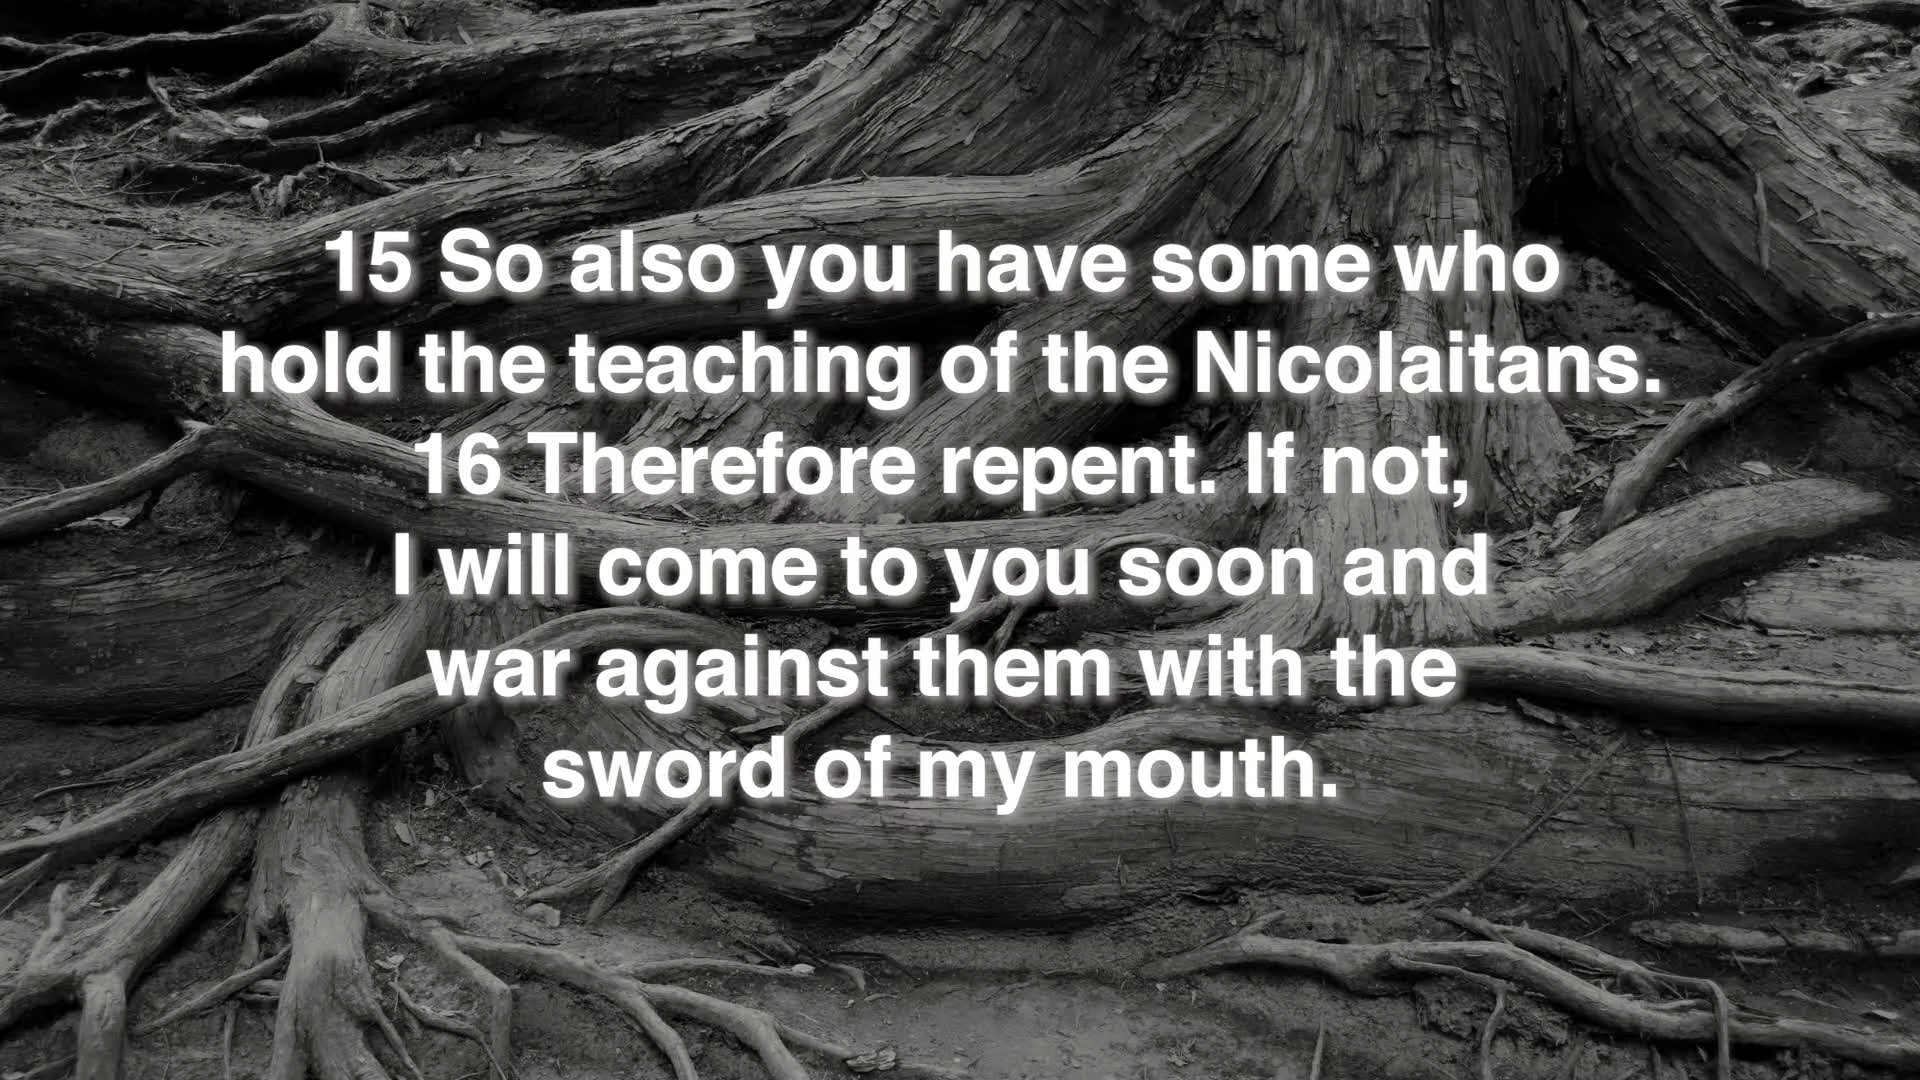 15 So also you have some who
hold the teaching of the Nicolaitans.
16 Therefore repent. If not,
I will come to you soon and
war against them with the
sword of my mouth.